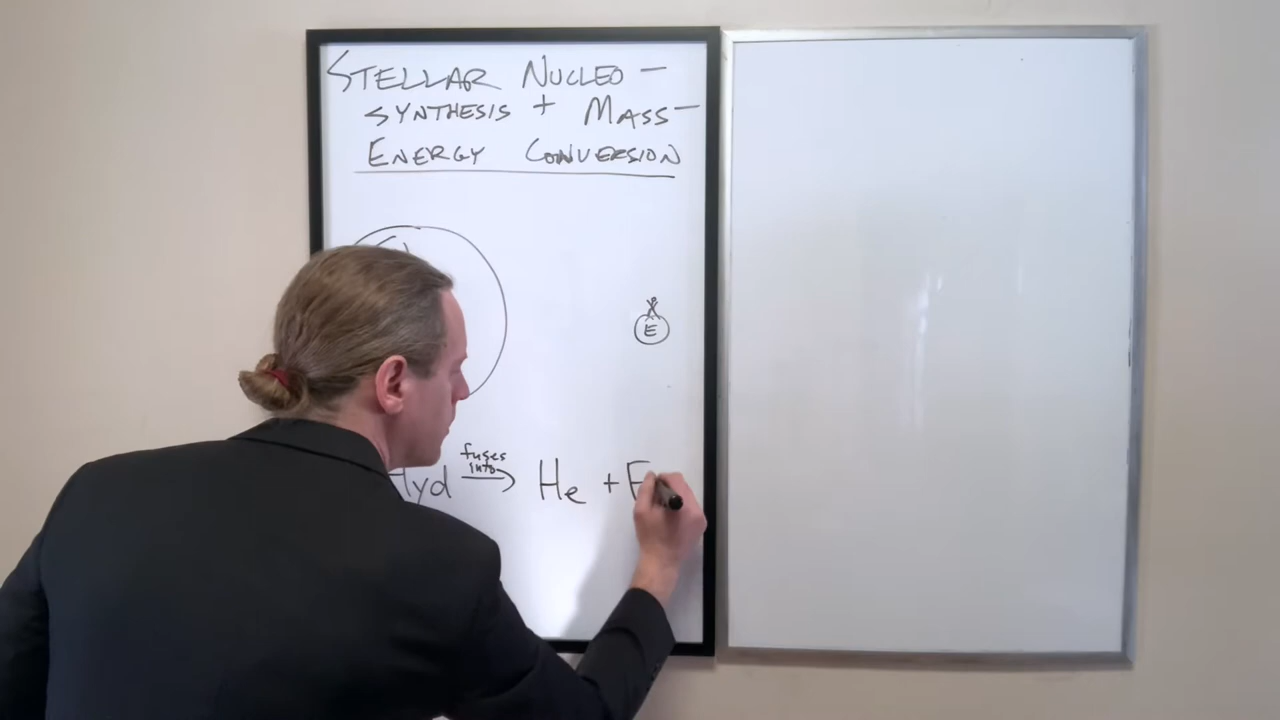 STELLAR NUCLEO-
SYNTHESIS + MASS-
ENERGY CONVERSION
E
fuses
into
Hyd → He + E